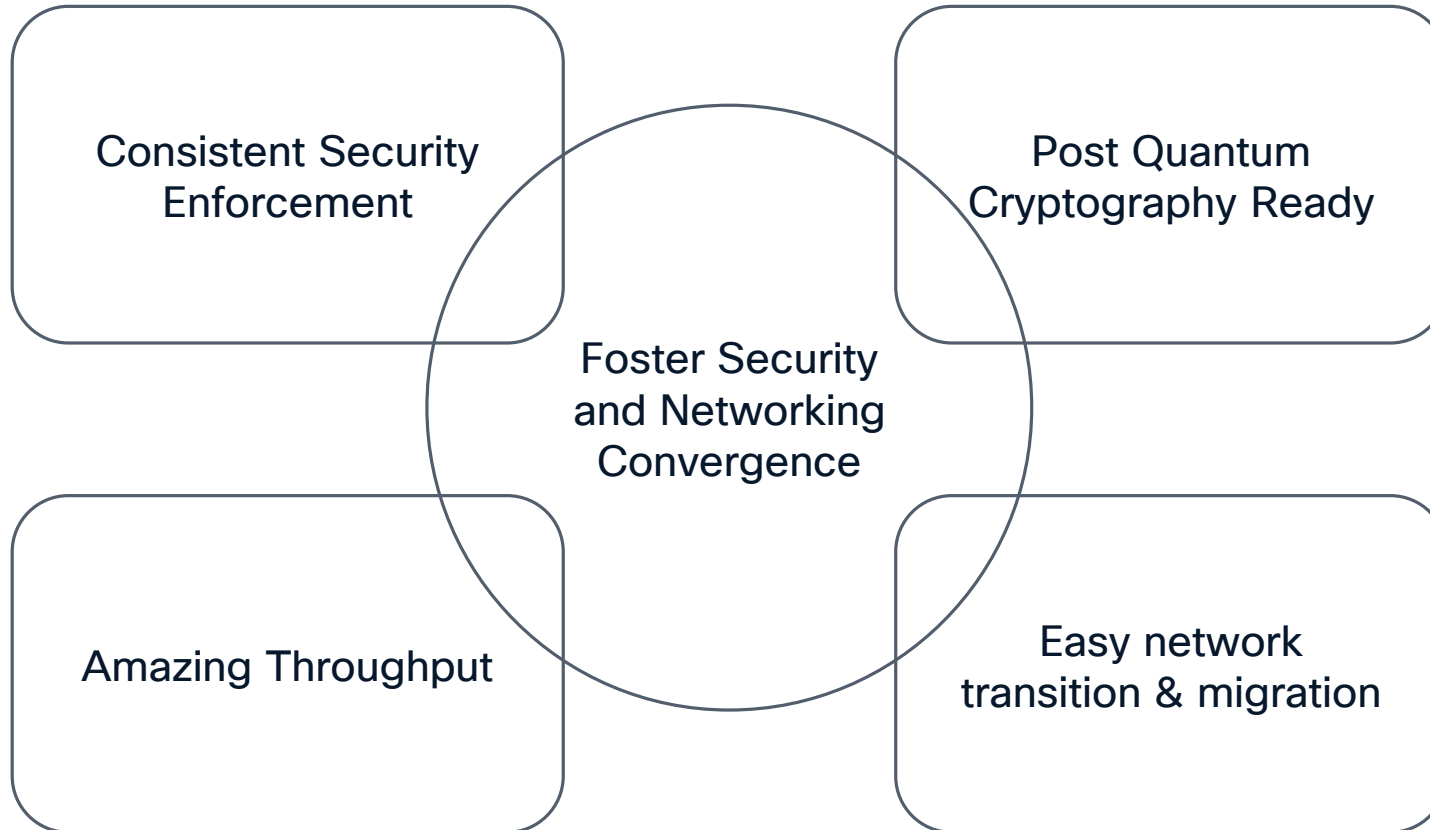 Consistent Security
Enforcement
Post Quantum
Cryptography Ready
Foster Security
and Networking
Convergence
Amazing Throughput
Easy network
transition & migration